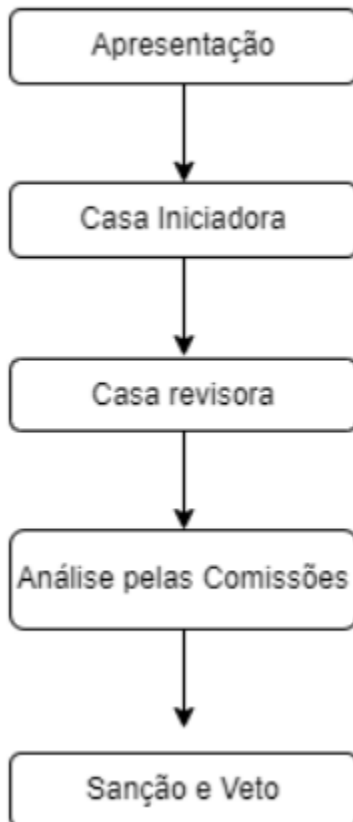 Apresentação
Casa Iniciadora
Casa revisora
Análise pelas Comissões
Sanção e Veto